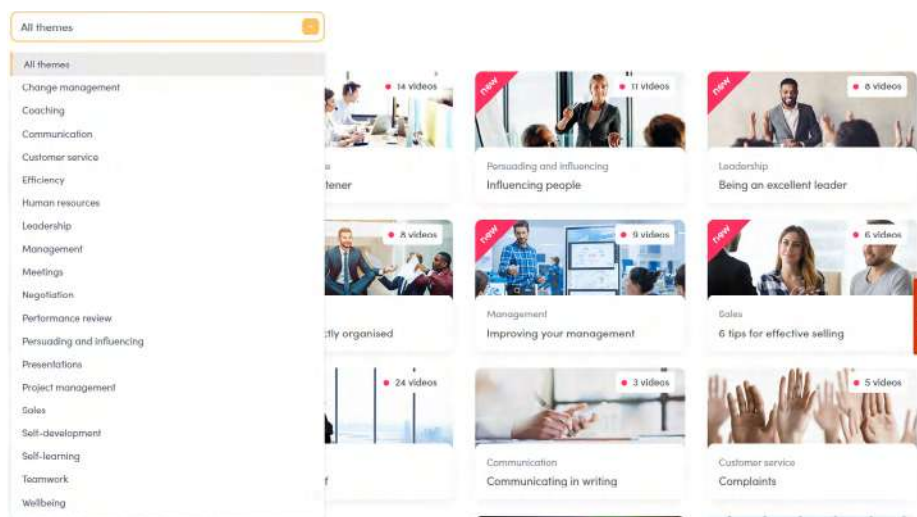 All themes
All themes
Change management
Coaching
Communication
Customer service
Efficiency
Human resources
Leadership
Management
Meetings
Negotiation
Performance review
Persuading and influencing
Presentations
Project management
Sales
Self-development
Self-learning
Teamwork
Wellbeing
14 videos
tener
new
11 videos
Persuading and influencing
Influencing people
new
8 videos
Leadership
Being an excellent leader
8 videos
ctly organised
new
9 videos
Management
Improving your management
new
6 videos
Sales
6 tips for effective selling
24 videos
f
3 videos
Communication
Communicating in writing
5 videos
Customer service
Complaints